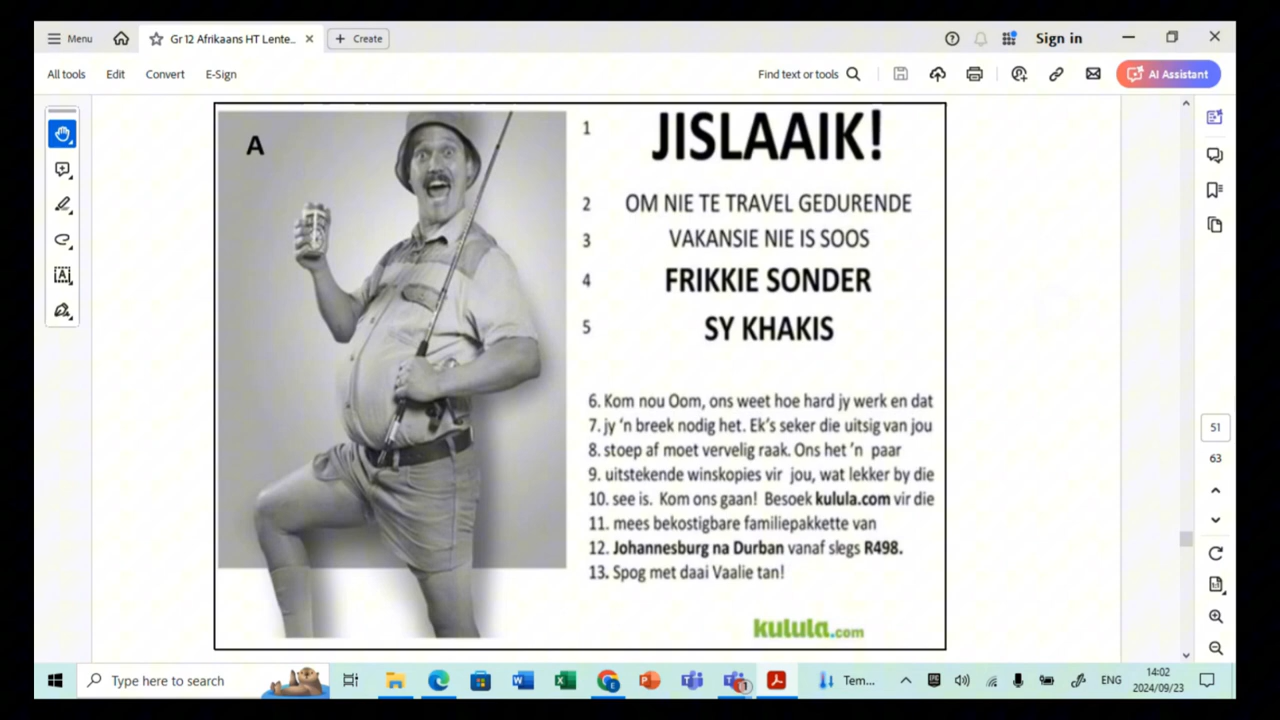 Menu
Gr 12 Afrikaans HT Lente...
Create
Sign in
All tools
Edit
Convert
E-Sign
Find text or tools
AI Assistant
A
1 JISLAAIK!
2 OM NIE TE TRAVEL GEDURENDE
3 VAKANSIE NIE IS SOOS
4 FRIKKIE SONDER
5 SY KHAKIS
6. Kom nou Oom, ons weet hoe hard jy werk en dat
7. jy 'n breek nodig het. Ek's seker die uitsig van jou
8. stoep af moet vervelig raak. Ons het 'n paar
9. uitstekende winskopies vir jou, wat lekker by die
10. see is. Kom ons gaan! Besoek kulula.com vir die
11. mees bekostigbare familiepakkette van
12. Johannesburg na Durban vanaf slegs R498.
13. Spog met daai Vaalie tan!
kulula.com
51
63
Type here to search
Tem...
ENG
14:02
2024/09/23